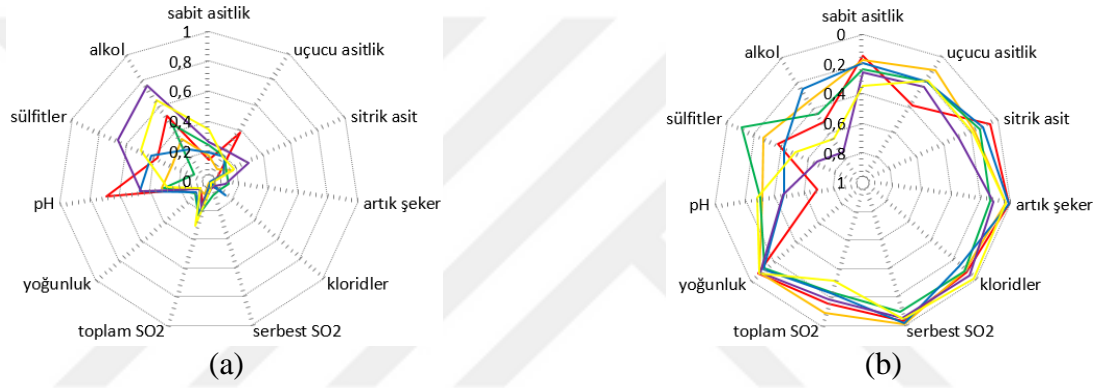 sabit asitlik
1
uçucu asitlik
0,8
0,6
0,4
0,2
0
sitrik asit
artık şeker
kloridler
serbest SO2
toplam SO2
yoğunluk
pH
sülfitler
alkol
(a)
sabit asitlik
0
uçucu asitlik
0,2
0,4
0,6
0,8
1
sitrik asit
artık şeker
kloridler
serbest SO2
toplam SO2
yoğunluk
pH
sülfitler
alkol
(b)